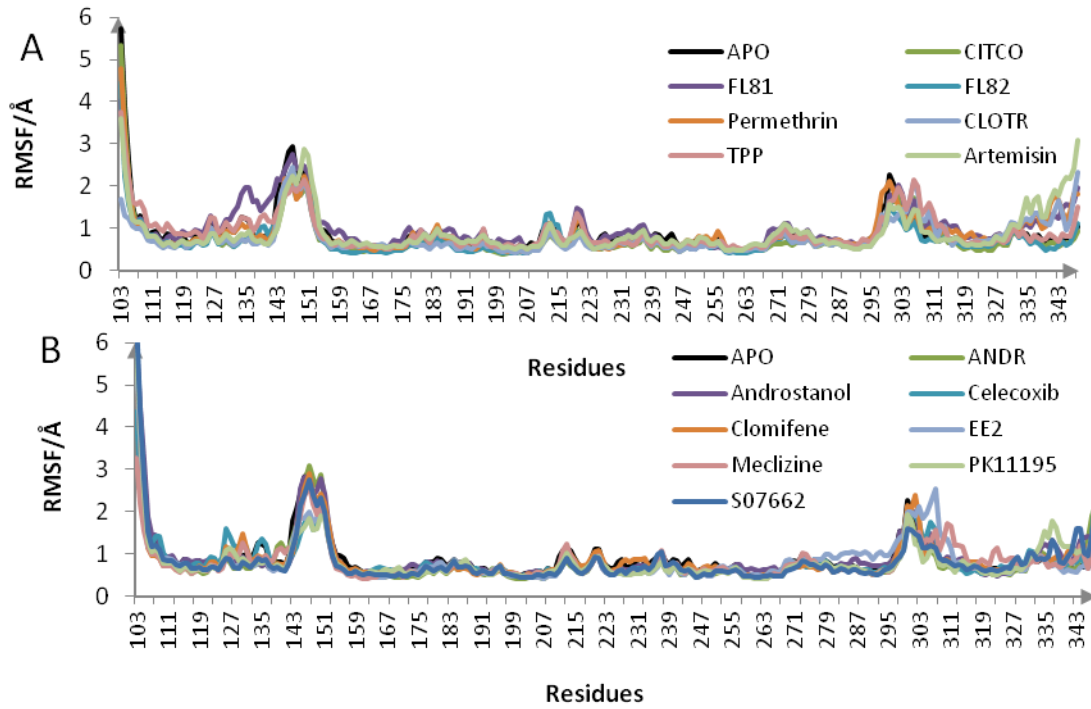 A
RMSF/Å
6
5
4
3
2
1
0
APO
CITCO
FL81
FL82
Permethrin
CLOTR
TPP
Artemisin
103 111 119 127 135 143 151 159 167 175 183 191 199 207 215 223 231 239 247 255 263 271 279 287 295 303 311 319 327 335 343
Residues
B
RMSF/Å
6
5
4
3
2
1
0
APO
ANDR
Androstanol
Celecoxib
Clomifene
EE2
Meclizine
PK11195
S07662
103 111 119 127 135 143 151 159 167 175 183 191 199 207 215 223 231 239 247 255 263 271 279 287 295 303 311 319 327 335 343
Residues